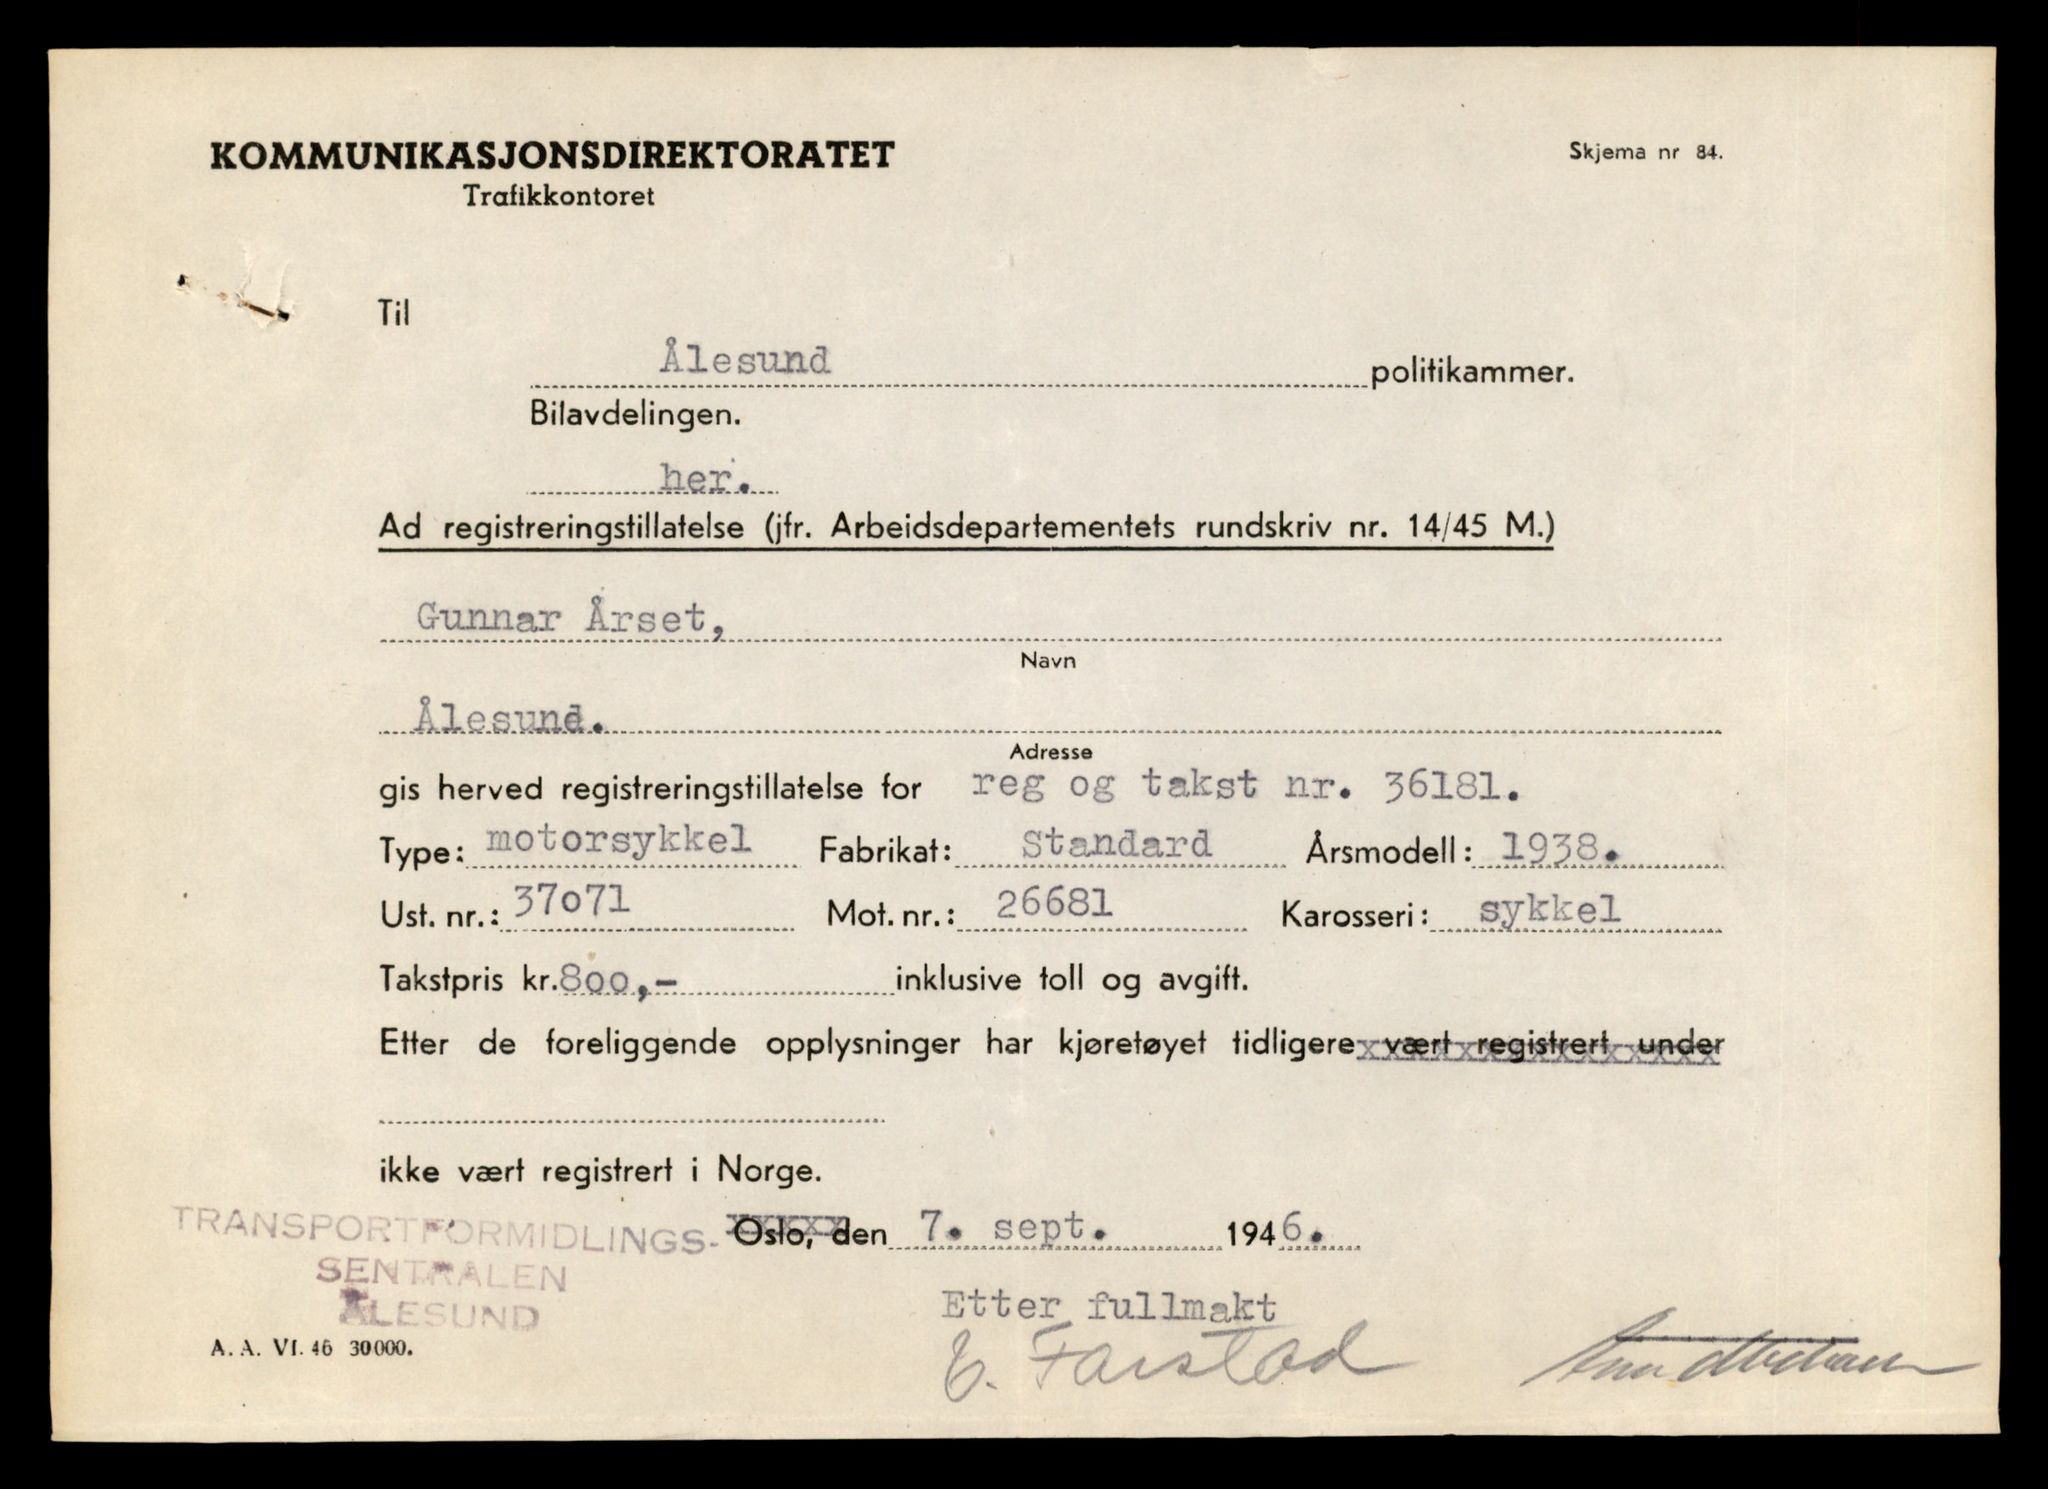 KOMMUNIKASJONSDIREKTORATET
Trafikkontoret
Skjema nr 84.
Til
Ålesund politikammer.
Bilavdelingen.
her.
Ad registreringstillatelse (jfr. Arbeidsdepartementets rundskriv nr. 14/45 M.)
Gunnar Årset,
Navn
Ålesund.
Adresse
gis herved registreringstillatelse for reg og takst nr. 36181.
Type: motorsykkel Fabrikat: Standard Årsmodell: 1938.
Ust. nr.: 37071 Mot. nr.: 26681 Karosseri: sykkel
Takstpris kr. 800,- inklusive toll og avgift.
Etter de foreliggende opplysninger har kjøretøyet tidligere vært registrert under
ikke vært registrert i Norge.
Oslo, den 7. sept. 1946.
TRANSPORTFORMIDLINGS-
SENTRALEN
ÅLESUND
Etter fullmakt
E. Farstad
A. A. VI. 46 30000.